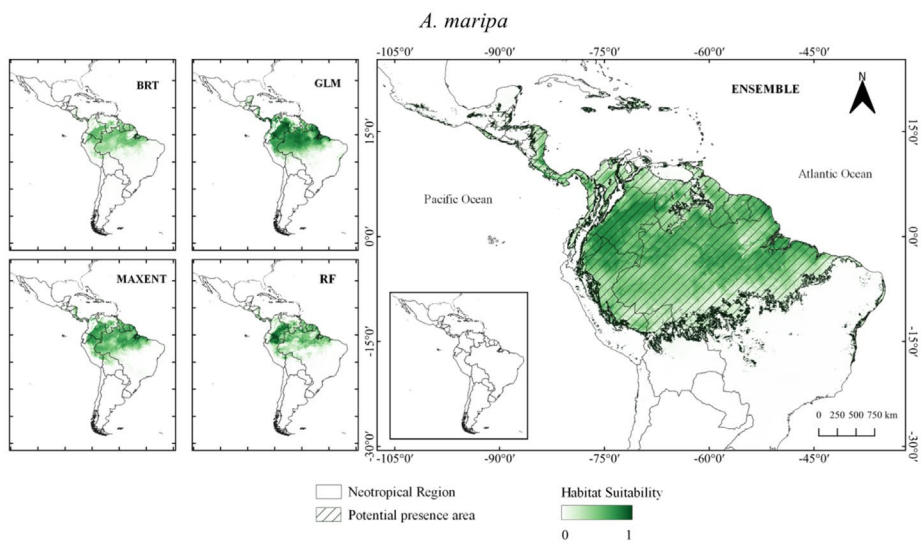 A. maripa
BRT
GLM
MAXENT
RF
-105°0' -90°0' -75°0' -60°0' -45°0'
ENSEMBLE
N
15°0'
0°0'
-15°0'
-30°0'
Atlantic Ocean
Pacific Ocean
15°0'
0°0'
-15°0'
-30°0'
0 250 500 750 km
-105°0' -90°0' -75°0' -60°0' -45°0'
Neotropical Region
Potential presence area
Habitat Suitability
0 1